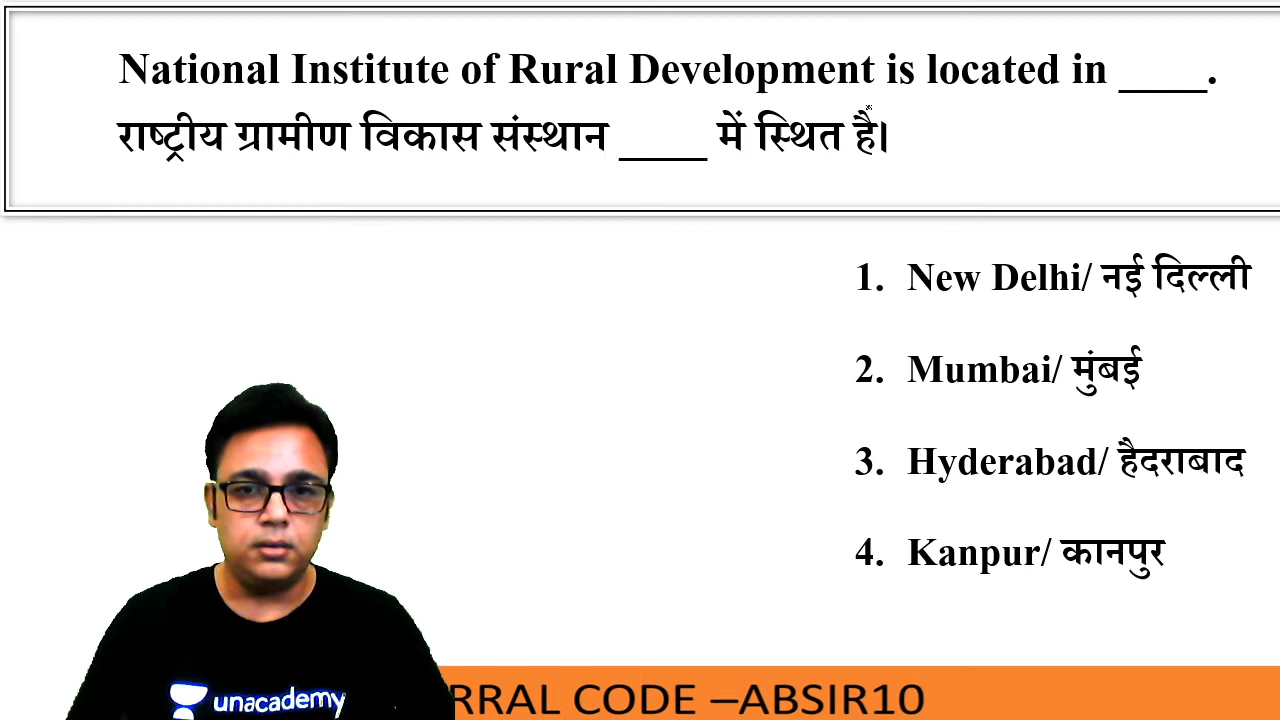 National Institute of Rural Development is located in ____.
राष्ट्रीय ग्रामीण विकास संस्थान ____ में स्थित है।
1. New Delhi/ नई दिल्ली
2. Mumbai/ मुंबई
3. Hyderabad/ हैदराबाद
4. Kanpur/ कानपुर
unacademy
RRAL CODE –ABSIR10